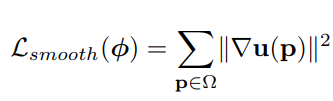 𝓛_{smooth}(𝝓) = ∑_{𝐩∈Ω} ‖∇𝐮(𝐩)‖²